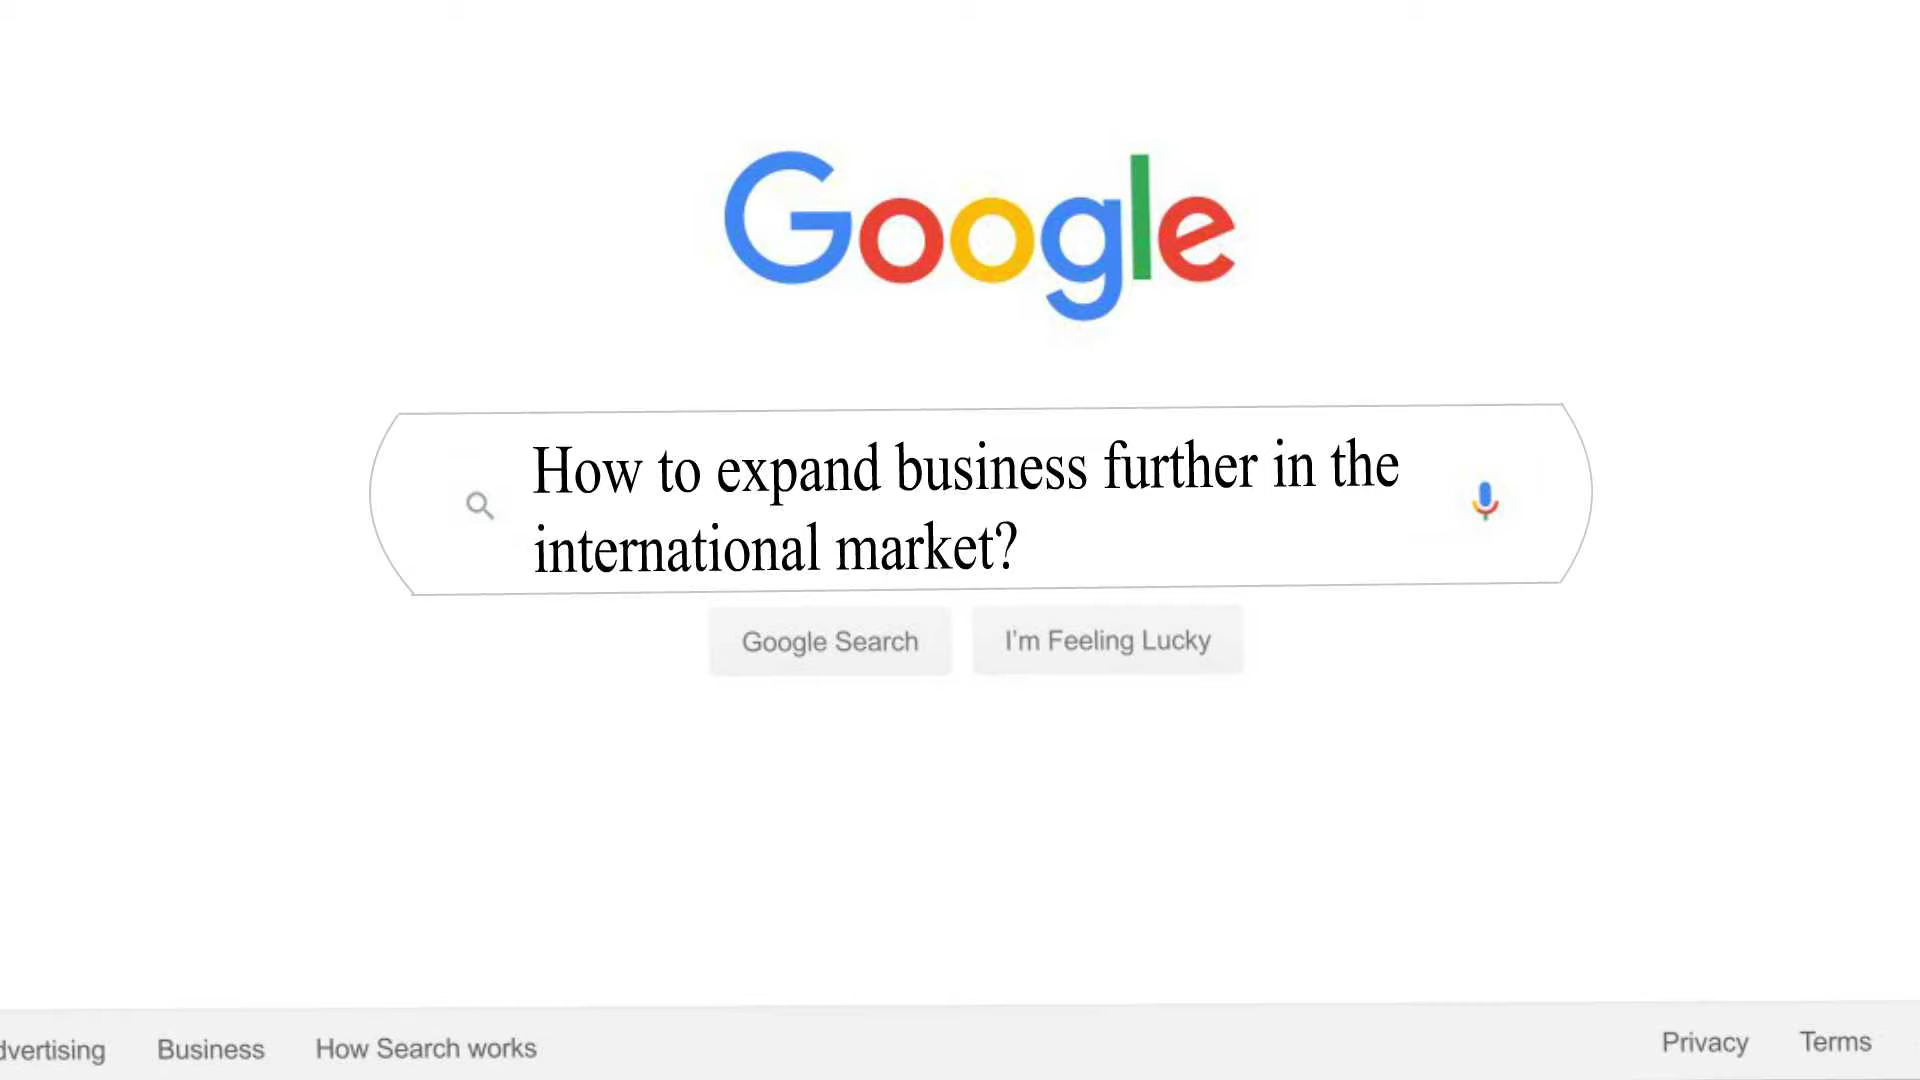 Google
How to expand business further in the
international market?
Google Search
I'm Feeling Lucky
dvertising
Business
How Search works
Privacy
Terms